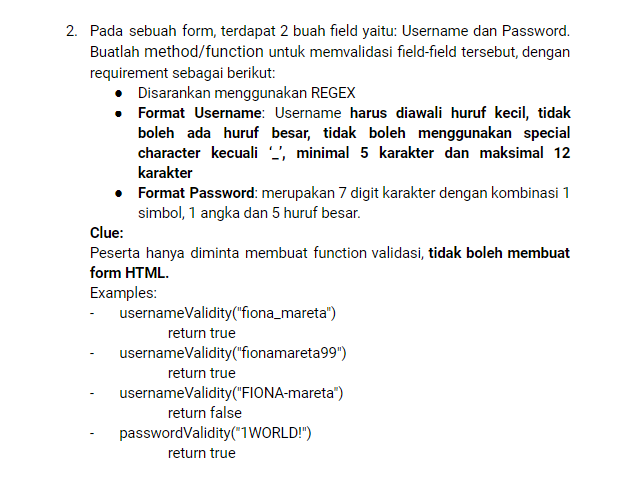 2. Pada sebuah form, terdapat 2 buah field yaitu: Username dan Password.
Buatlah method/function untuk memvalidasi field-field tersebut, dengan
requirement sebagai berikut:
● Disarankan menggunakan REGEX
● Format Username: Username harus diawali huruf kecil, tidak
boleh ada huruf besar, tidak boleh menggunakan special
character kecuali ‘_’, minimal 5 karakter dan maksimal 12
karakter
● Format Password: merupakan 7 digit karakter dengan kombinasi 1
simbol, 1 angka dan 5 huruf besar.
Clue:
Peserta hanya diminta membuat function validasi, tidak boleh membuat
form HTML.
Examples:
- usernameValidity("fiona_mareta")
return true
- usernameValidity("fionamareta99")
return true
- usernameValidity("FIONA-mareta")
return false
- passwordValidity("1WORLD!")
return true